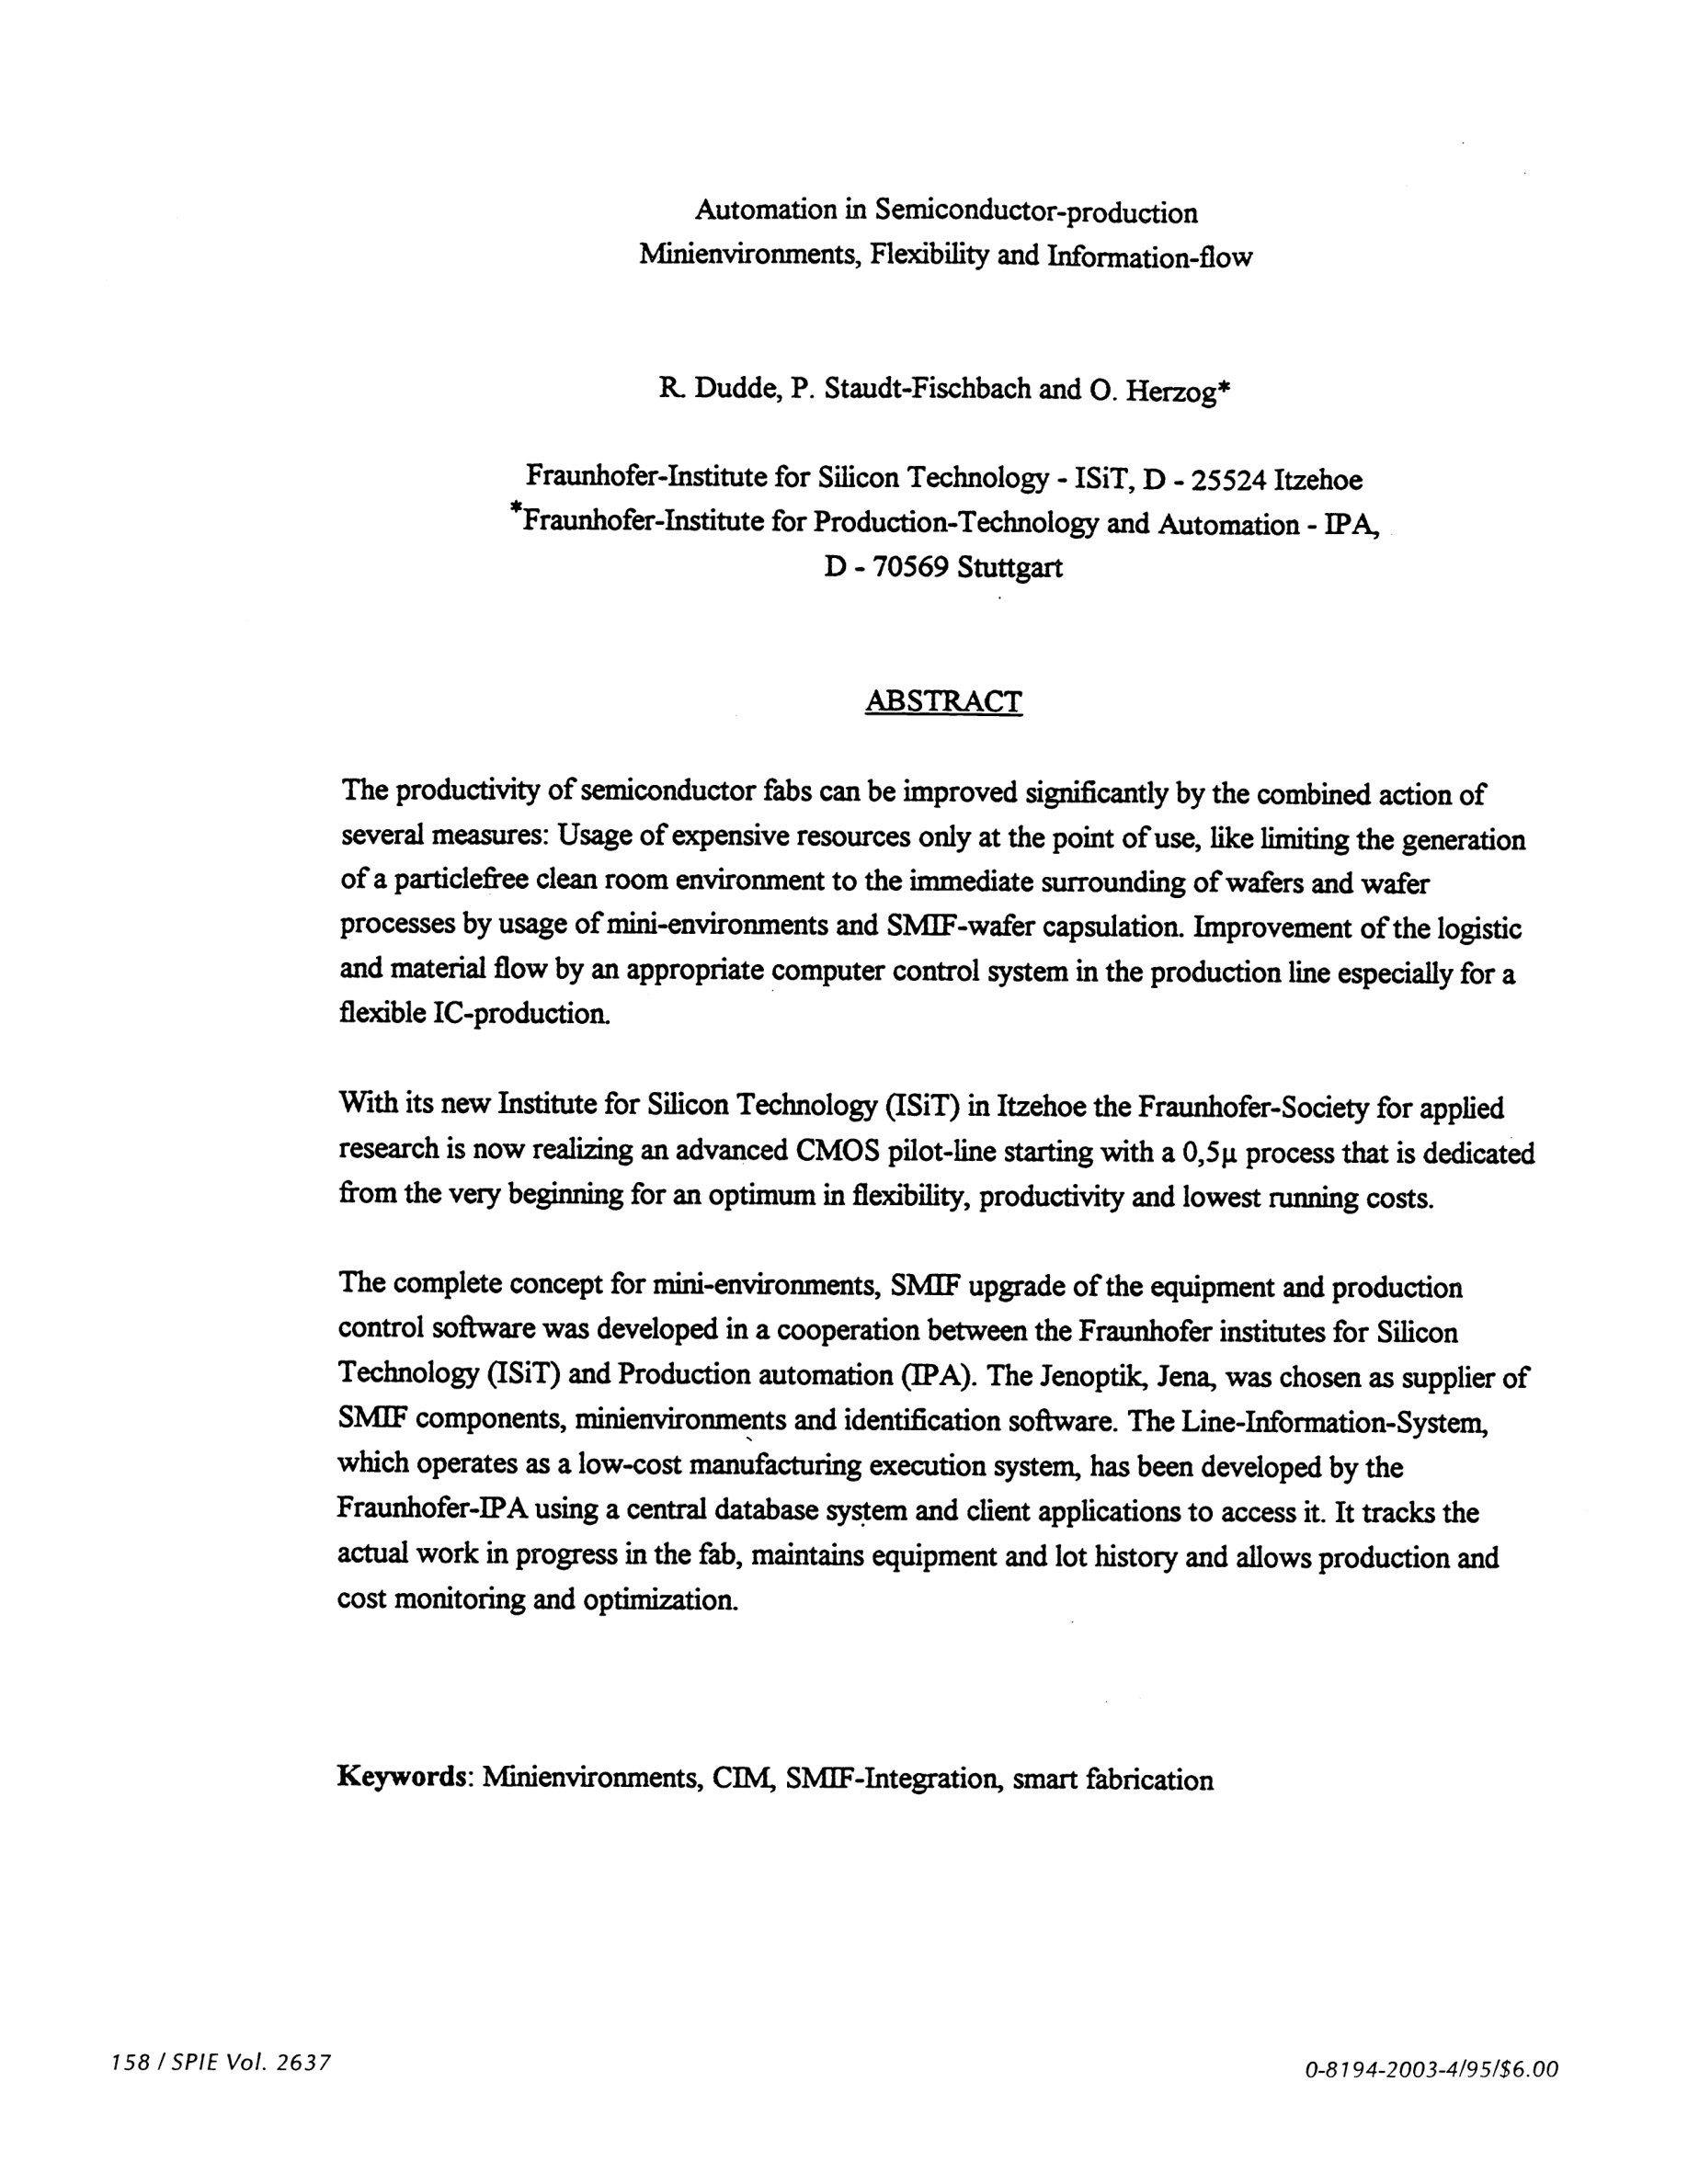 Automation in Semiconductor-production
Minienvironments, Flexibility and Information-flow
R. Dudde, P. Staudt-Fischbach and O. Herzog*
Fraunhofer-Institute for Silicon Technology - ISiT, D - 25524 Itzehoe
*Fraunhofer-Institute for Production-Technology and Automation - IPA,
D - 70569 Stuttgart
ABSTRACT
The productivity of semiconductor fabs can be improved significantly by the combined action of
several measures: Usage of expensive resources only at the point of use, like limiting the generation
of a particlefree clean room environment to the immediate surrounding of wafers and wafer
processes by usage of mini-environments and SMIF-wafer capsulation. Improvement of the logistic
and material flow by an appropriate computer control system in the production line especially for a
flexible IC-production.
With its new Institute for Silicon Technology (ISiT) in Itzehoe the Fraunhofer-Society for applied
research is now realizing an advanced CMOS pilot-line starting with a 0,5µ process that is dedicated
from the very beginning for an optimum in flexibility, productivity and lowest running costs.
The complete concept for mini-environments, SMIF upgrade of the equipment and production
control software was developed in a cooperation between the Fraunhofer institutes for Silicon
Technology (ISiT) and Production automation (IPA). The Jenoptik, Jena, was chosen as supplier of
SMIF components, minienvironments and identification software. The Line-Information-System,
which operates as a low-cost manufacturing execution system, has been developed by the
Fraunhofer-IPA using a central database system and client applications to access it. It tracks the
actual work in progress in the fab, maintains equipment and lot history and allows production and
cost monitoring and optimization.
Keywords: Minienvironments, CIM, SMIF-Integration, smart fabrication
158 / SPIE Vol. 2637
0-8194-2003-4/95/$6.00